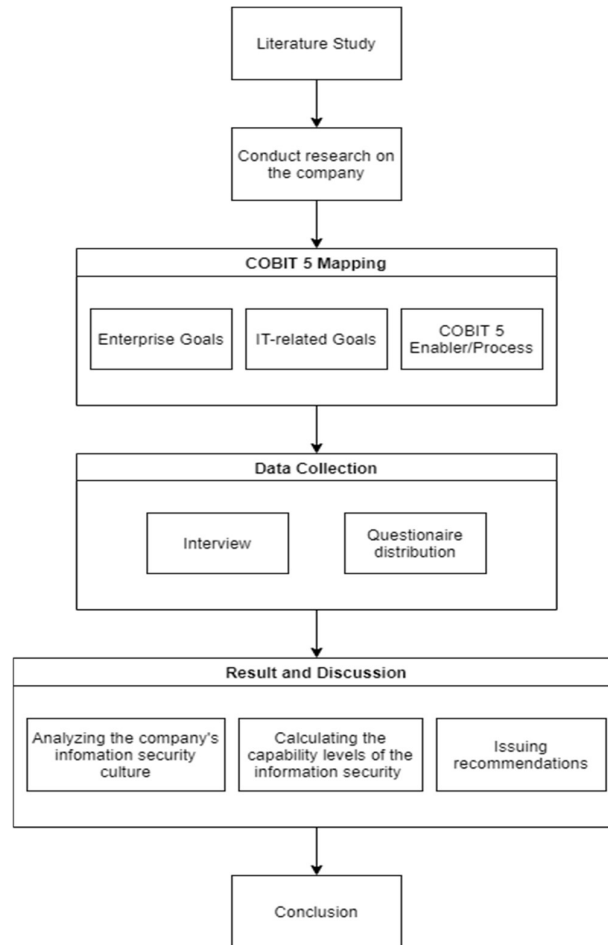 Literature Study
Conduct research on
the company
COBIT 5 Mapping
Enterprise Goals
IT-related Goals
COBIT 5
Enabler/Process
Data Collection
Interview
Questionaire
distribution
Result and Discussion
Analyzing the company's
infomation security
culture
Calculating the
capability levels of the
information security
Issuing
recommendations
Conclusion